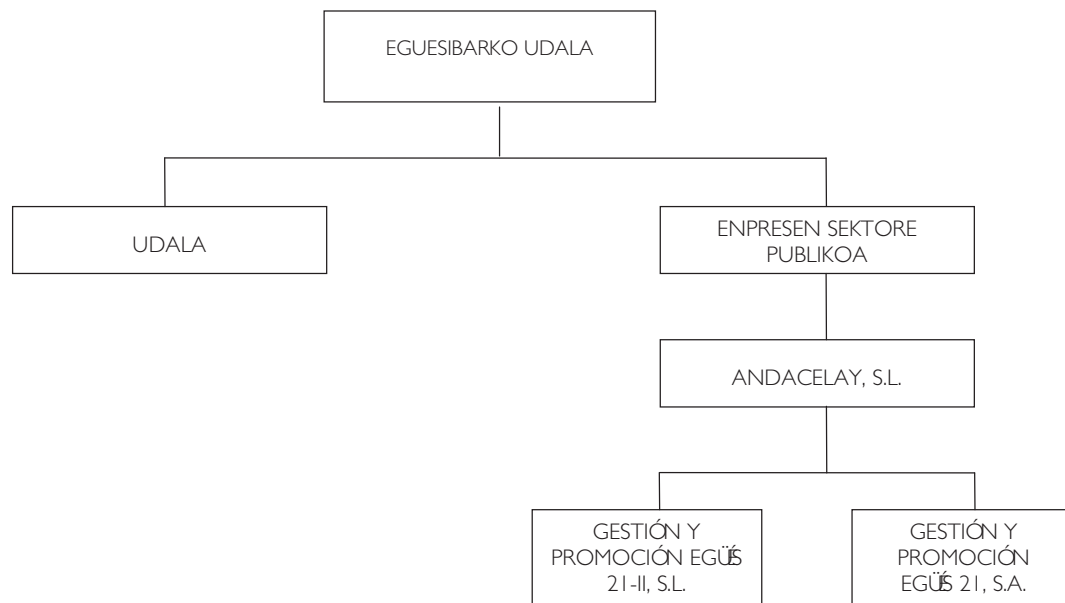 EGUESIBARKO UDALA
UDALA
ENPRESEN SEKTORE
PUBLIKOA
ANDACELAY, S.L.
GESTIÓN Y
PROMOCIÓN EGÜÉS
21-II, S.L.
GESTIÓN Y
PROMOCIÓN
EGÜÉS 21, S.A.